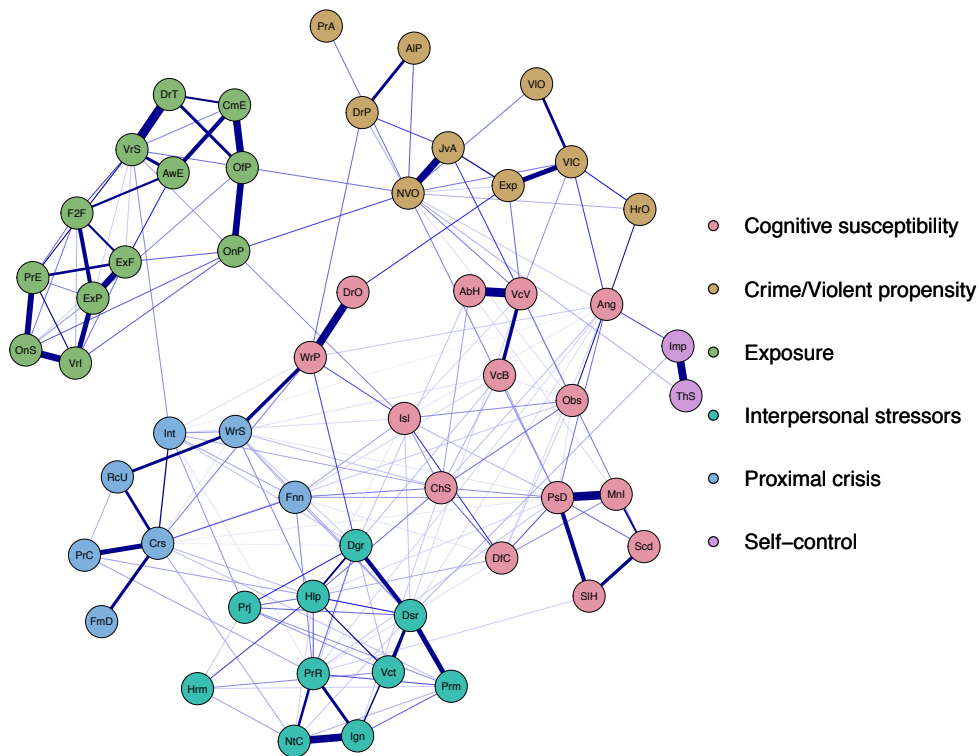 PrA
AlP
VlO
DrT
CmE
DrP
JvA
VrS
AwE
OfP
VIC
Exp
NVO
HrO
F2F
Cognitive susceptibility
OnP
ExF
PrE
ExP
DrO
AbH
VcV
Ang
Crime/Violent propensity
OnS
VrI
WrP
Imp
Exposure
VcB
ThS
Obs
Isl
Interpersonal stressors
Int
WrS
RcU
Fnn
ChS
PsD
MnI
Proximal crisis
PrC
Crs
Dgr
DfC
Scd
Self−control
FmD
Prj
Hlp
Dsr
SlH
Hrm
PrR
Vct
Prm
NtC
Ign